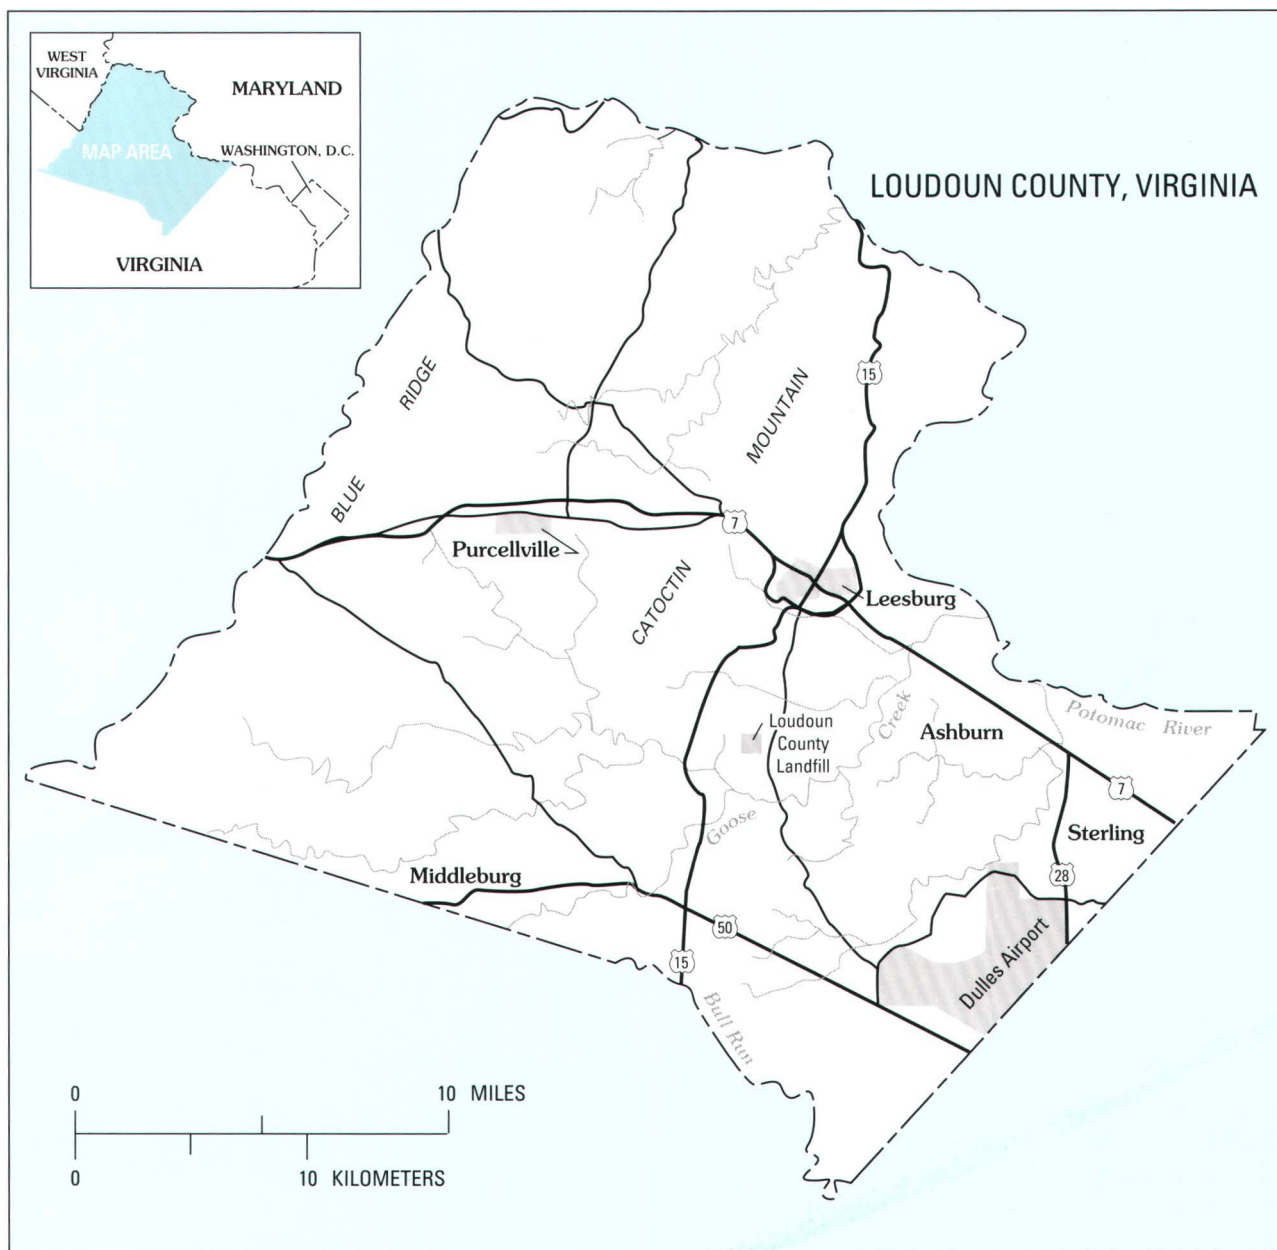 WEST
VIRGINIA
MARYLAND
MAP AREA
WASHINGTON, D.C.
VIRGINIA
LOUDOUN COUNTY, VIRGINIA
BLUE RIDGE
CATOCTIN MOUNTAIN
15
7
Purcellville
Leesburg
Loudoun
County
Landfill
Goose Creek
Ashburn
Potomac River
7
Sterling
28
Middleburg
50
15
Dulles Airport
Bull Run
0 10 MILES
0 10 KILOMETERS